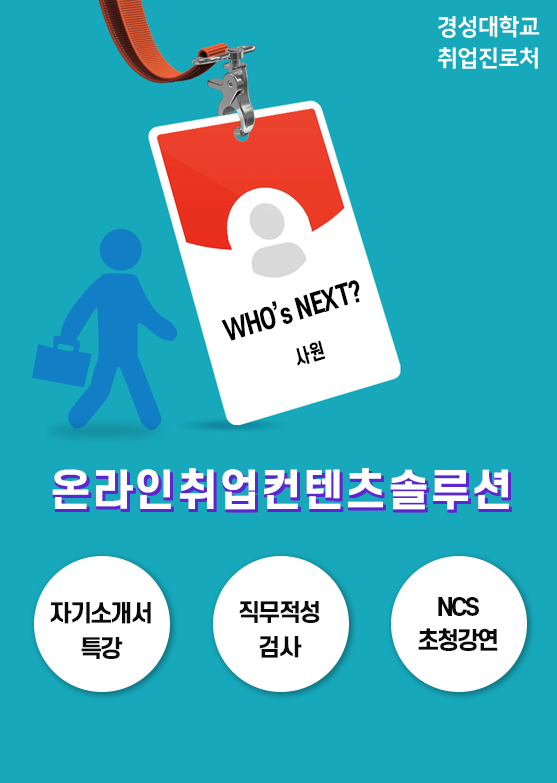 경성대학교
취업진로처
WHO's NEXT?
사원
온라인취업컨텐츠솔루션
자기소개서
특강
직무적성
검사
NCS
초청강연